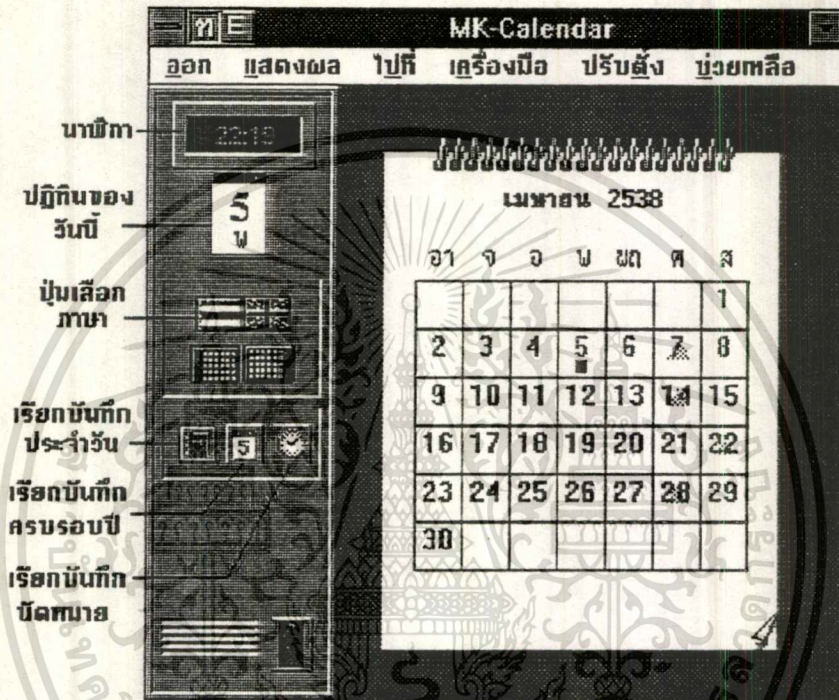 ท E MK-Calendar
ออก แสดงผล ไปที่ เครื่องมือ ปรับตั้ง ช่วยเหลือ
นาฬิกา
22:19
ปฏิทินของ
วันนี้
5
พ
ปุ่มเลือก
ภาษา
เรียกบันทึก
ประจำวัน
5
เรียกบันทึก
ครบรอบปี
เรียกบันทึก
นัดหมาย
เมษายน 2538
อา จ อ พ พฤ ศ ส
1
2 3 4 5 6 7 8
9 10 11 12 13 14 15
16 17 18 19 20 21 22
23 24 25 26 27 28 29
30